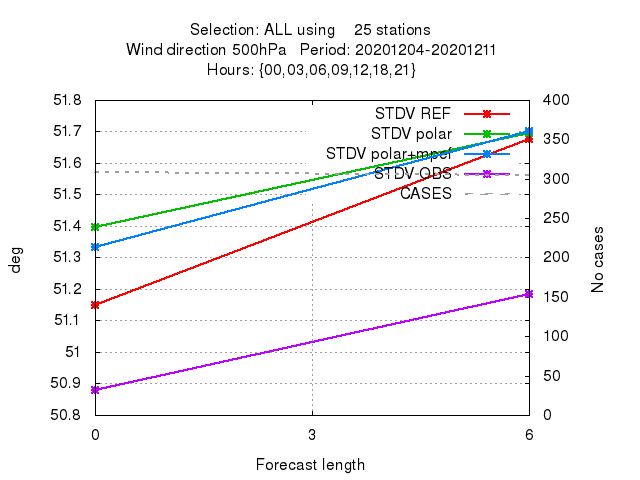 Selection: ALL using 25 stations
Wind direction 500hPa Period: 20201204-20201211
Hours: {00,03,06,09,12,18,21}
51.8
51.7
51.6
51.5
51.4
51.3
51.2
51.1
51
50.9
50.8
deg
STDV REF
STDV polar
STDV polar+mpef
STDV OBS
CASES
400
350
300
250
200
150
100
50
0
No cases
0 3 6
Forecast length